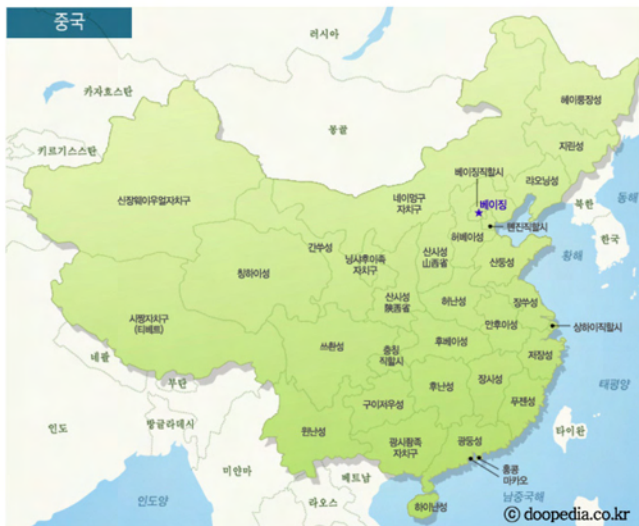 중국
러시아
카자흐스탄
몽골
헤이룽장성
키르기스스탄
지린성
베이징직할시
네이멍구
자치구
랴오닝성
신장웨이우얼자치구
베이징
북한
동해
톈진직할시
허베이성
한국
간쑤성
닝샤후이족
자치구
산시성
山西省
산둥성
황해
칭하이성
산시성
陝西省
허난성
장쑤성
시짱자치구
(티베트)
안후이성
상하이직할시
쓰촨성
충칭
직할시
후베이성
저장성
네팔
부탄
후난성
장시성
태평양
구이저우성
푸젠성
인도
방글라데시
윈난성
광시좡족
자치구
광둥성
타이완
미얀마
홍콩
마카오
베트남
인도양
라오스
남중국해
하이난성
ⓒ doopedia.co.kr